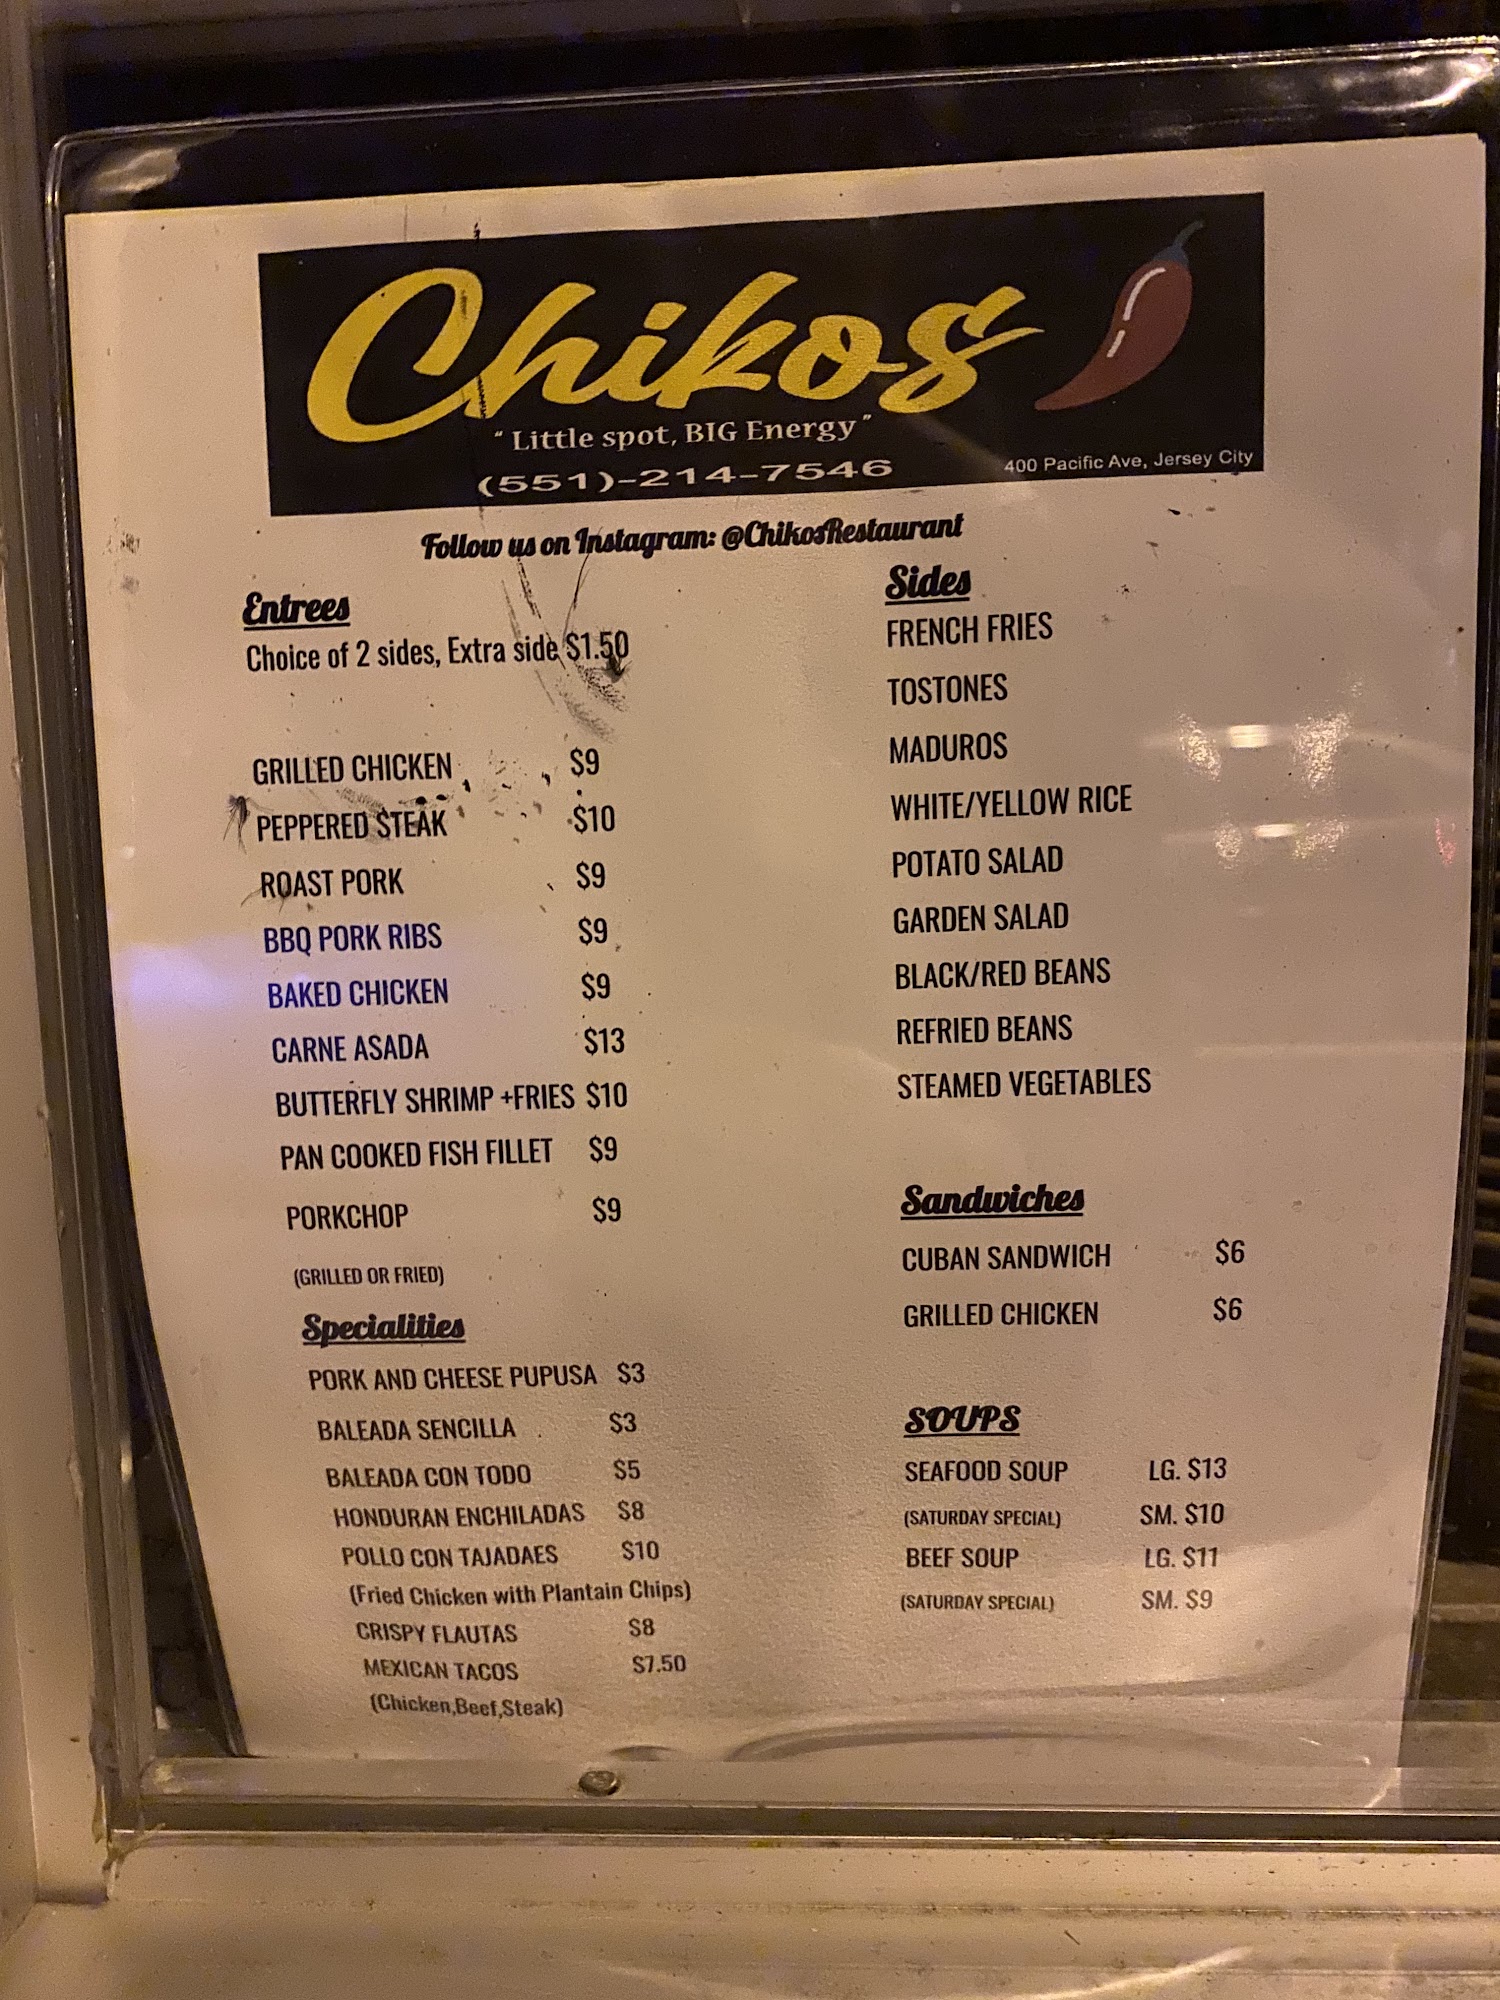 Chikos
"Little spot, BIG Energy"
(551)-214-7546
400 Pacific Ave, Jersey City
Follow us on Instagram: @ChikosRestaurant
Entrees
Choice of 2 sides, Extra side $1.50
GRILLED CHICKEN $9
PEPPERED STEAK $10
ROAST PORK $9
BBQ PORK RIBS $9
BAKED CHICKEN $9
CARNE ASADA $13
BUTTERFLY SHRIMP +FRIES $10
PAN COOKED FISH FILLET $9
PORKCHOP $9
(GRILLED OR FRIED)
Specialities
PORK AND CHEESE PUPUSA $3
BALEADA SENCILLA $3
BALEADA CON TODO $5
HONDURAN ENCHILADAS $8
POLLO CON TAJADAES $10
(Fried Chicken with Plantain Chips)
CRISPY FLAUTAS $8
MEXICAN TACOS $7.50
(Chicken,Beef,Steak)
Sides
FRENCH FRIES
TOSTONES
MADUROS
WHITE/YELLOW RICE
POTATO SALAD
GARDEN SALAD
BLACK/RED BEANS
REFRIED BEANS
STEAMED VEGETABLES
Sandwiches
CUBAN SANDWICH $6
GRILLED CHICKEN $6
SOUPS
SEAFOOD SOUP LG. $13
(SATURDAY SPECIAL) SM. $10
BEEF SOUP LG. $11
(SATURDAY SPECIAL) SM. $9